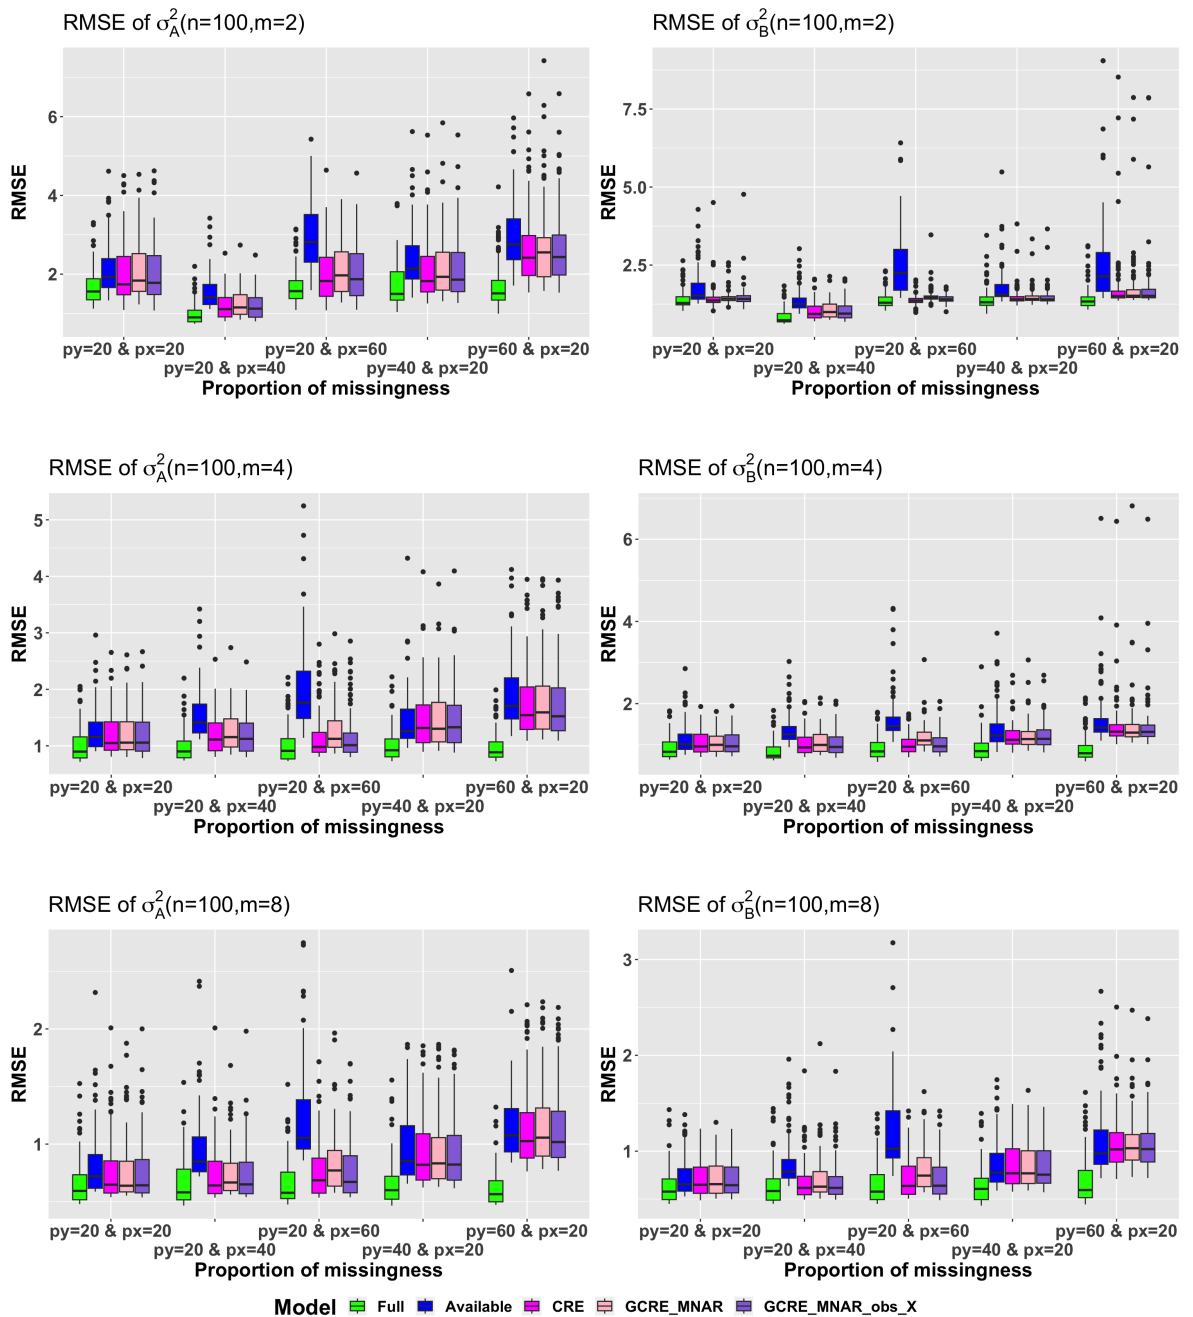 RMSE of σ²A(n=100,m=2)
RMSE
6
4
2
py=20 & px=20 py=20 & px=60 py=60 & px=20
py=20 & px=40 py=40 & px=20
Proportion of missingness
RMSE of σ²B(n=100,m=2)
RMSE
7.5
5.0
2.5
py=20 & px=20 py=20 & px=60 py=60 & px=20
py=20 & px=40 py=40 & px=20
Proportion of missingness
RMSE of σ²A(n=100,m=4)
RMSE
5
4
3
2
1
py=20 & px=20 py=20 & px=60 py=60 & px=20
py=20 & px=40 py=40 & px=20
Proportion of missingness
RMSE of σ²B(n=100,m=4)
RMSE
6
4
2
py=20 & px=20 py=20 & px=60 py=60 & px=20
py=20 & px=40 py=40 & px=20
Proportion of missingness
RMSE of σ²A(n=100,m=8)
RMSE
2
1
py=20 & px=20 py=20 & px=60 py=60 & px=20
py=20 & px=40 py=40 & px=20
Proportion of missingness
RMSE of σ²B(n=100,m=8)
RMSE
3
2
1
py=20 & px=20 py=20 & px=60 py=60 & px=20
py=20 & px=40 py=40 & px=20
Proportion of missingness
Model Full Available CRE GCRE_MNAR GCRE_MNAR_obs_X